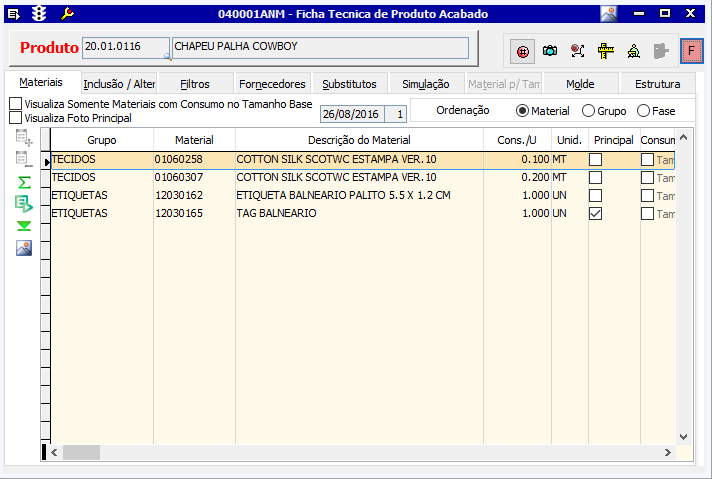 040001ANM - Ficha Tecnica de Produto Acabado
Produto 20.01.0116 CHAPEU PALHA COWBOY F
Materiais Inclusão / Alter Filtros Fornecedores Substitutos Simulação Material p/ Tam Molde Estrutura
Visualiza Somente Materiais com Consumo no Tamanho Base
Visualiza Foto Principal
26/08/2016 1 Ordenação Material Grupo Fase
Grupo Material Descrição do Material Cons./U Unid. Principal Consum
TECIDOS 01060258 COTTON SILK SCOTWC ESTAMPA VER.10 0.100 MT Tam
TECIDOS 01060307 COTTON SILK SCOTWC ESTAMPA VER.10 0.200 MT Tam
ETIQUETAS 12030162 ETIQUETA BALNEARIO PALITO 5.5 X 1.2 CM 1.000 UN Tam
ETIQUETAS 12030165 TAG BALNEARIO 1.000 UN Tam